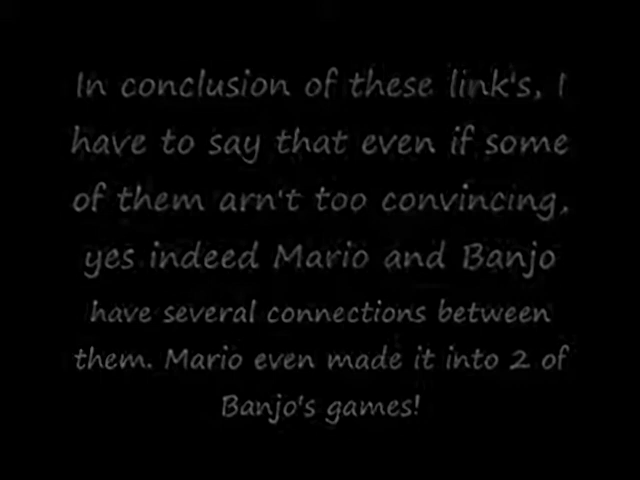 In conclusion of these link's, I
have to say that even if some
of them arn't too convincing,
yes indeed Mario and Banjo
have several connections between
them. Mario even made it into 2 of
Banjo's games!